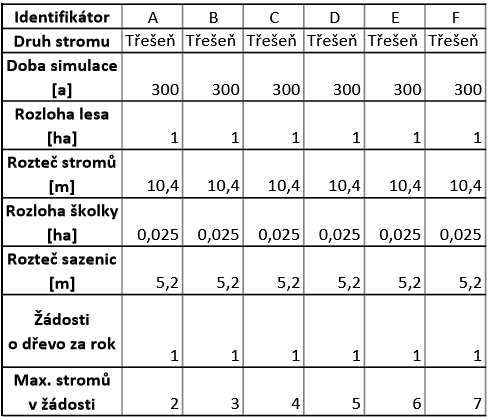 Identifikátor A B C D E F
Druh stromu Třešeň Třešeň Třešeň Třešeň Třešeň Třešeň
Doba simulace
[a] 300 300 300 300 300 300
Rozloha lesa
[ha] 1 1 1 1 1 1
Rozteč stromů
[m] 10,4 10,4 10,4 10,4 10,4 10,4
Rozloha školky
[ha] 0,025 0,025 0,025 0,025 0,025 0,025
Rozteč sazenic
[m] 5,2 5,2 5,2 5,2 5,2 5,2
Žádosti
o dřevo za rok 1 1 1 1 1 1
Max. stromů
v žádosti 2 3 4 5 6 7